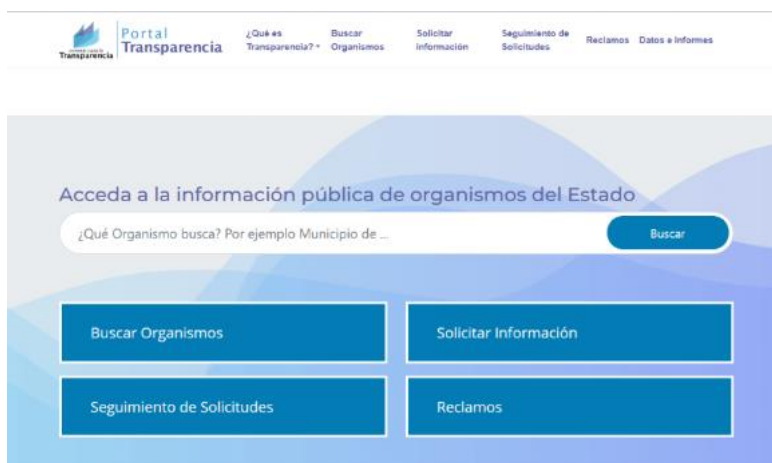 Portal
Transparencia
Transparencia
¿Qué es
Transparencia?
Buscar
Organismos
Solicitar
información
Seguimiento de
Solicitudes
Reclamos
Datos e Informes
Acceda a la información pública de organismos del Estado
¿Qué Organismo busca? Por ejemplo Municipio de ...
Buscar
Buscar Organismos
Solicitar Información
Seguimiento de Solicitudes
Reclamos